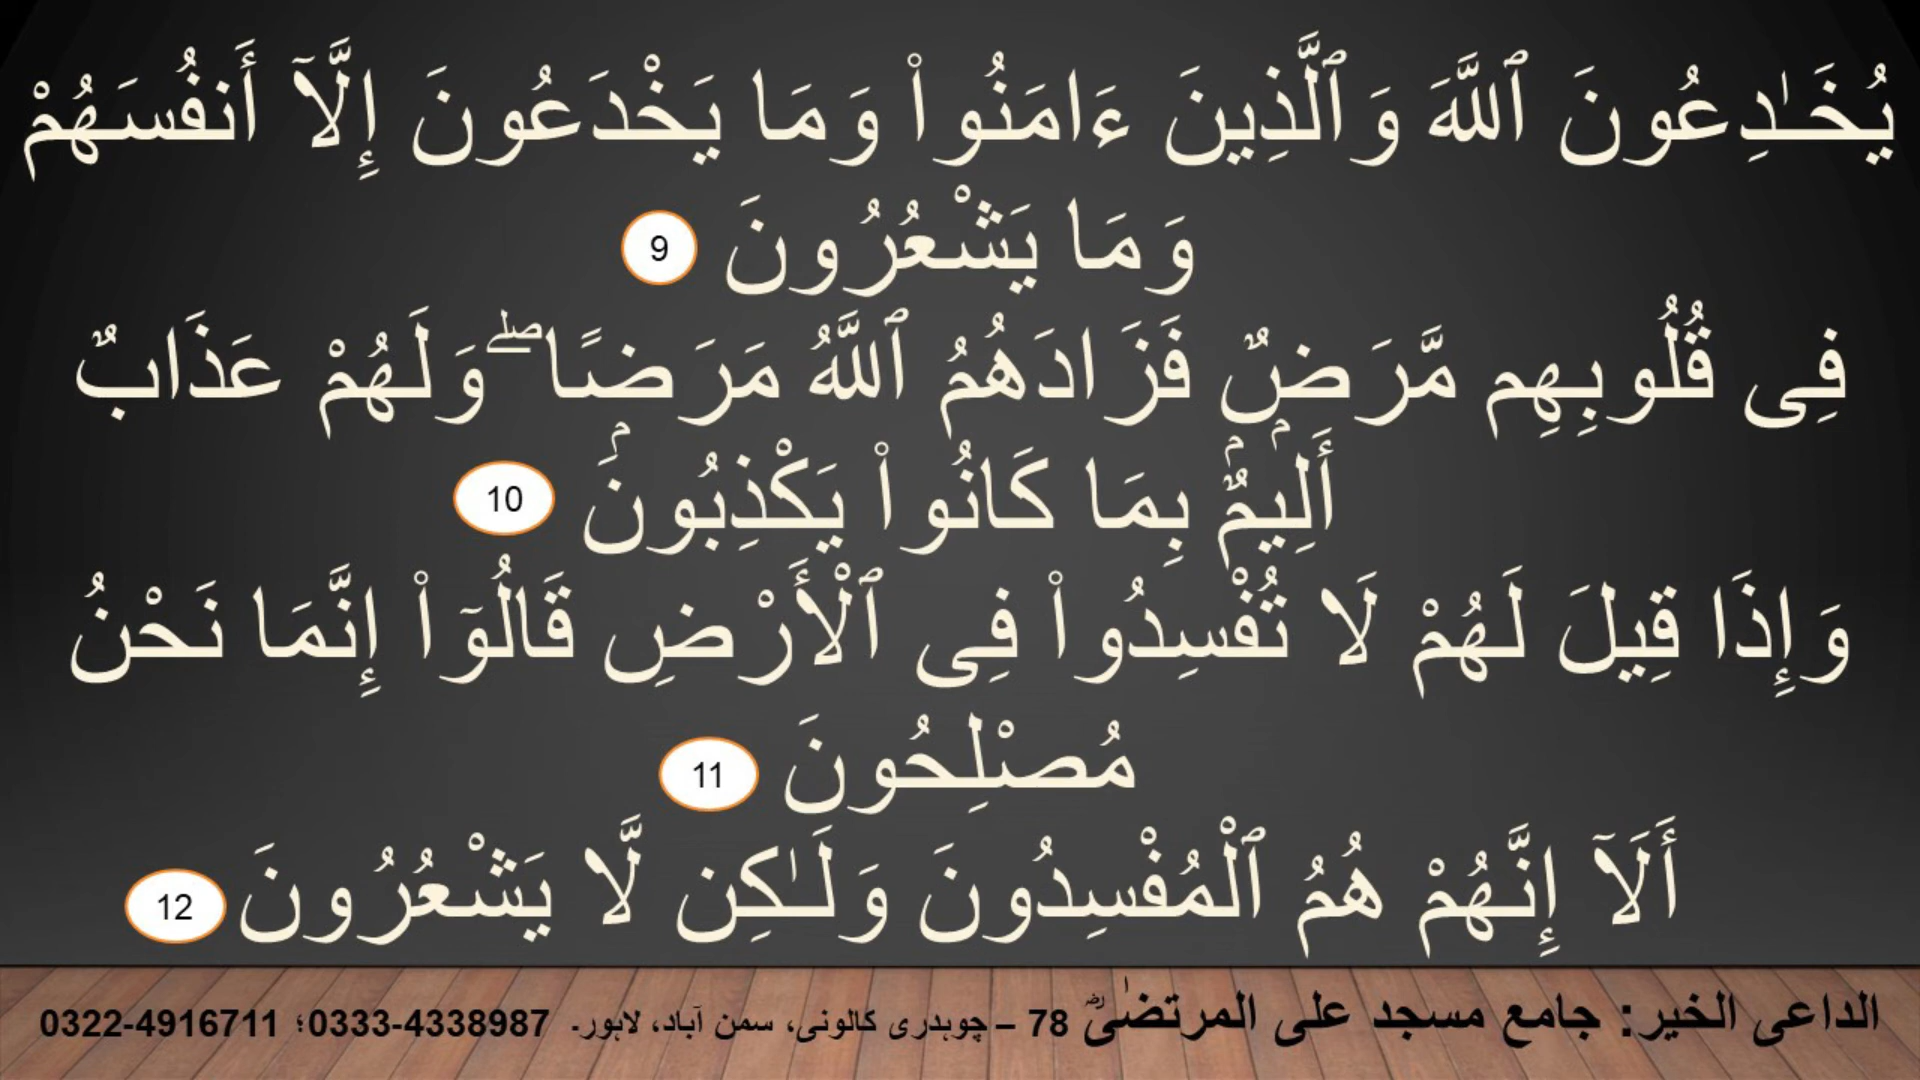 يُخَـٰدِعُونَ ٱللَّهَ وَٱلَّذِينَ ءَامَنُوا۟ وَمَا يَخْدَعُونَ إِلَّآ أَنفُسَهُمْ
وَمَا يَشْعُرُونَ 9
فِى قُلُوبِهِم مَّرَضٌ فَزَادَهُمُ ٱللَّهُ مَرَضًا ۖ وَلَهُمْ عَذَابٌ
أَلِيمٌۢ بِمَا كَانُوا۟ يَكْذِبُونَ 10
وَإِذَا قِيلَ لَهُمْ لَا تُفْسِدُوا۟ فِى ٱلْأَرْضِ قَالُوٓا۟ إِنَّمَا نَحْنُ
مُصْلِحُونَ 11
أَلَآ إِنَّهُمْ هُمُ ٱلْمُفْسِدُونَ وَلَـٰكِن لَّا يَشْعُرُونَ 12
الداعی الخیر: جامع مسجد علی المرتضیٰؓ 78 – چوہدری کالونی، سمن آباد، لاہور۔ 0333-4338987؛ 0322-4916711